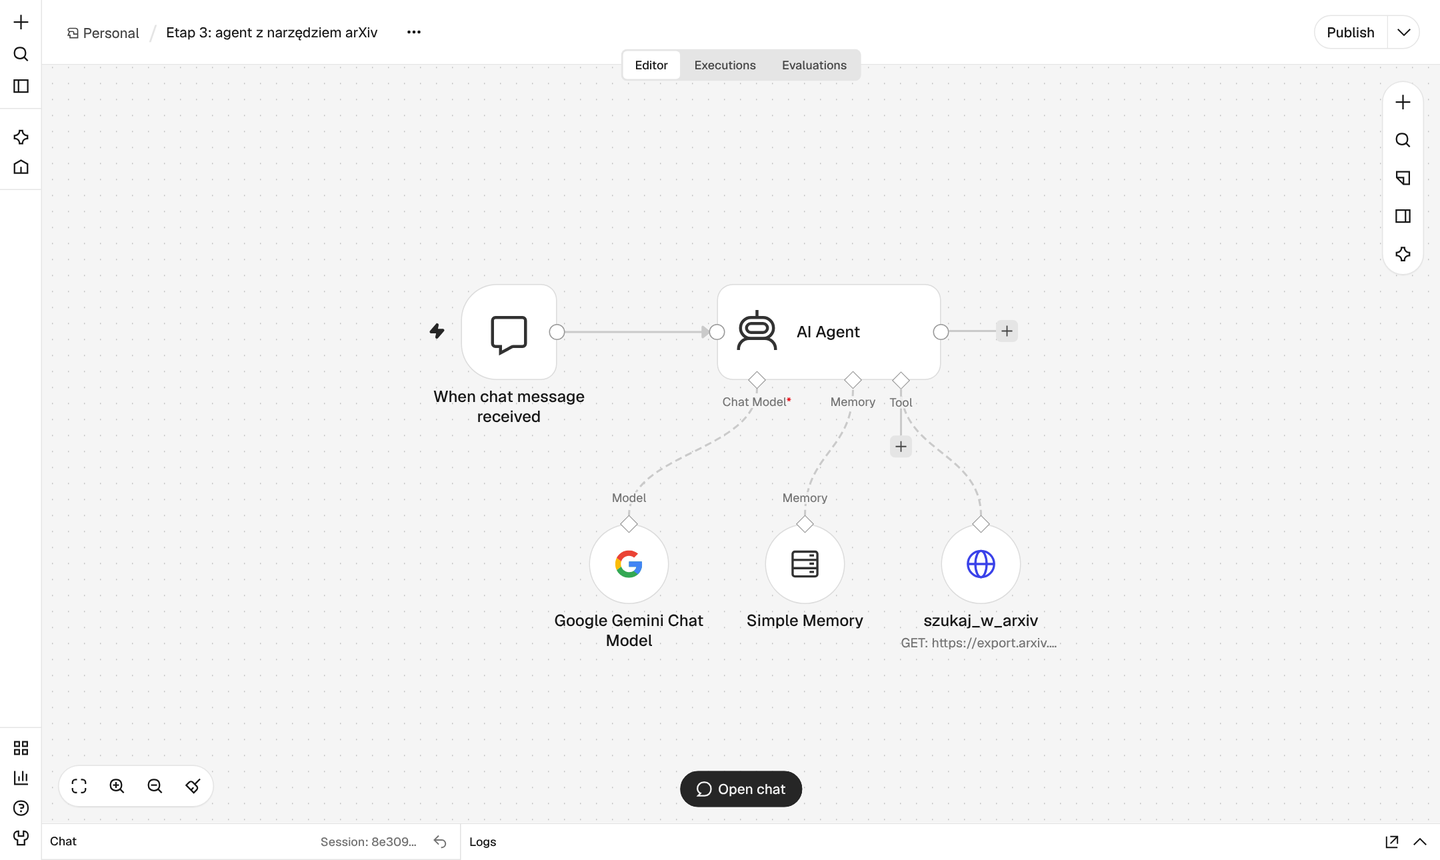 Personal / Etap 3: agent z narzędziem arXiv
Publish
Editor
Executions
Evaluations
AI Agent
When chat message
received
Chat Model*
Memory
Tool
Model
Memory
Google Gemini Chat
Model
Simple Memory
szukaj_w_arxiv
GET: https://export.arxiv....
Open chat
Chat
Session: 8e309...
Logs